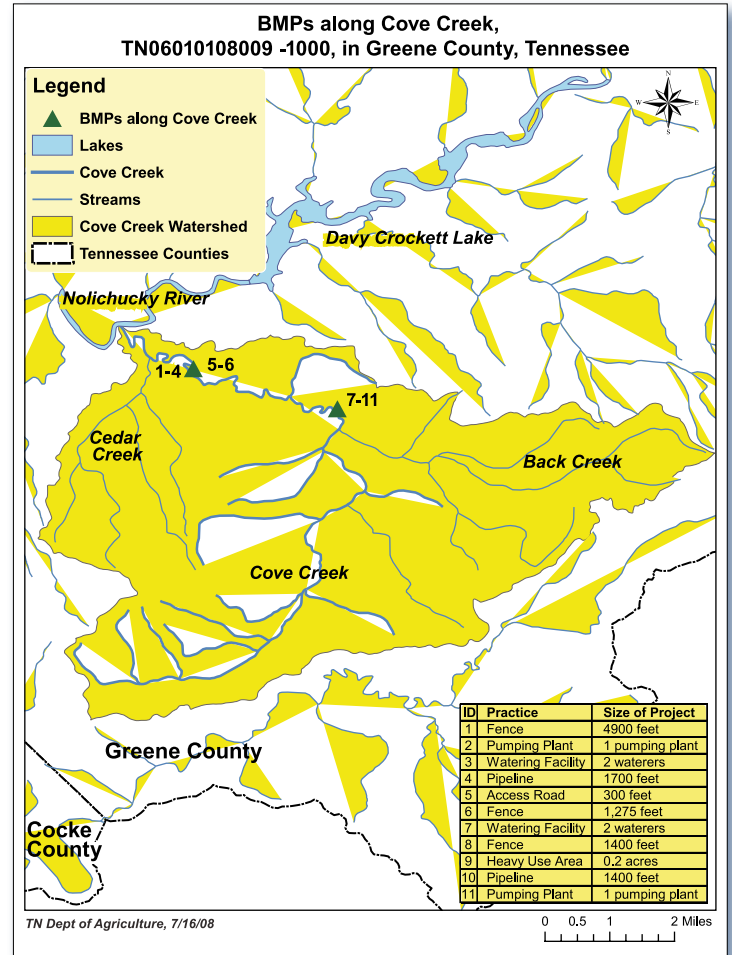 BMPs along Cove Creek,
TN06010108009 -1000, in Greene County, Tennessee
Legend
BMPs along Cove Creek
Lakes
Cove Creek
Streams
Cove Creek Watershed
Tennessee Counties
N
W E
S
Davy Crockett Lake
Nolichucky River
1-4 5-6
7-11
Cedar
Creek
Back Creek
Cove Creek
Greene County
Cocke
County
ID Practice Size of Project
1 Fence 4900 feet
2 Pumping Plant 1 pumping plant
3 Watering Facility 2 waterers
4 Pipeline 1700 feet
5 Access Road 300 feet
6 Fence 1,275 feet
7 Watering Facility 2 waterers
8 Fence 1400 feet
9 Heavy Use Area 0.2 acres
10 Pipeline 1400 feet
11 Pumping Plant 1 pumping plant
TN Dept of Agriculture, 7/16/08
0 0.5 1 2 Miles